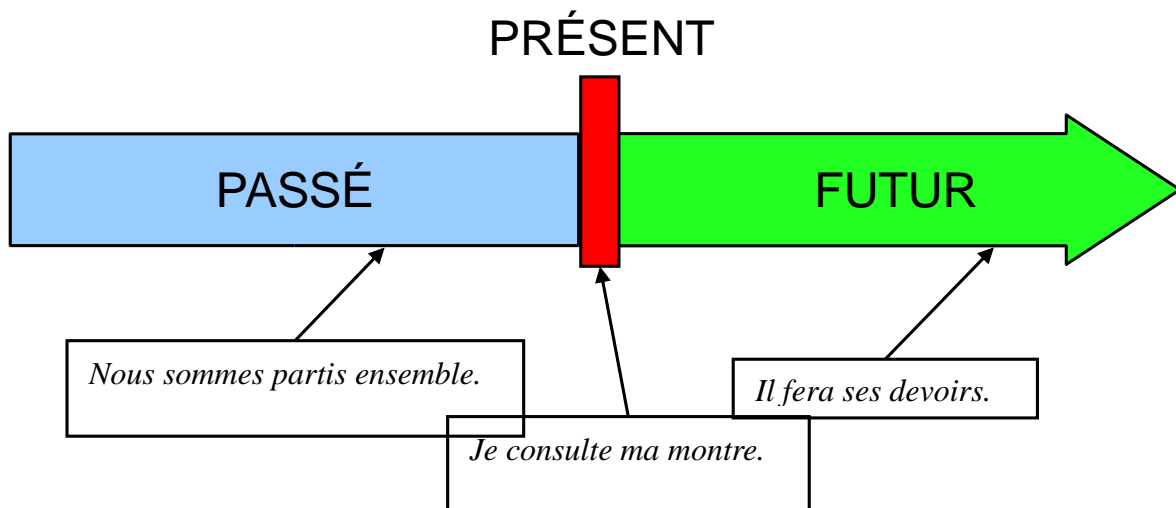 PRÉSENT
PASSÉ
FUTUR
Nous sommes partis ensemble.
Il fera ses devoirs.
Je consulte ma montre.